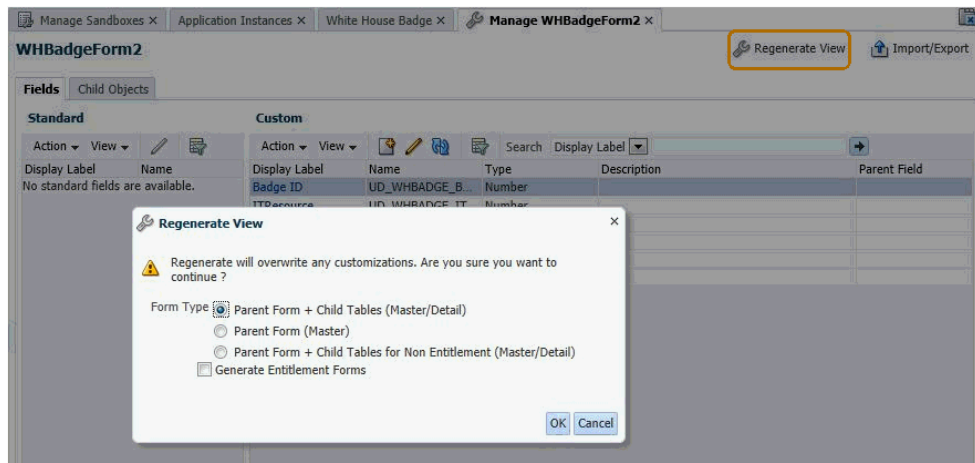 Manage Sandboxes × Application Instances × White House Badge × Manage WHBadgeForm2 ×
WHBadgeForm2 Regenerate View Import/Export
Fields Child Objects
Standard Custom
Action View Action View Search Display Label
Display Label Name Display Label Name Type Description Parent Field
No standard fields are available. Badge ID UD_WHBADGE_B... Number
ITResource UD_WHBADGE_IT... Number
Regenerate View ×
Regenerate will overwrite any customizations. Are you sure you want to
continue ?
Form Type Parent Form + Child Tables (Master/Detail)
Parent Form (Master)
Parent Form + Child Tables for Non Entitlement (Master/Detail)
Generate Entitlement Forms
OK Cancel